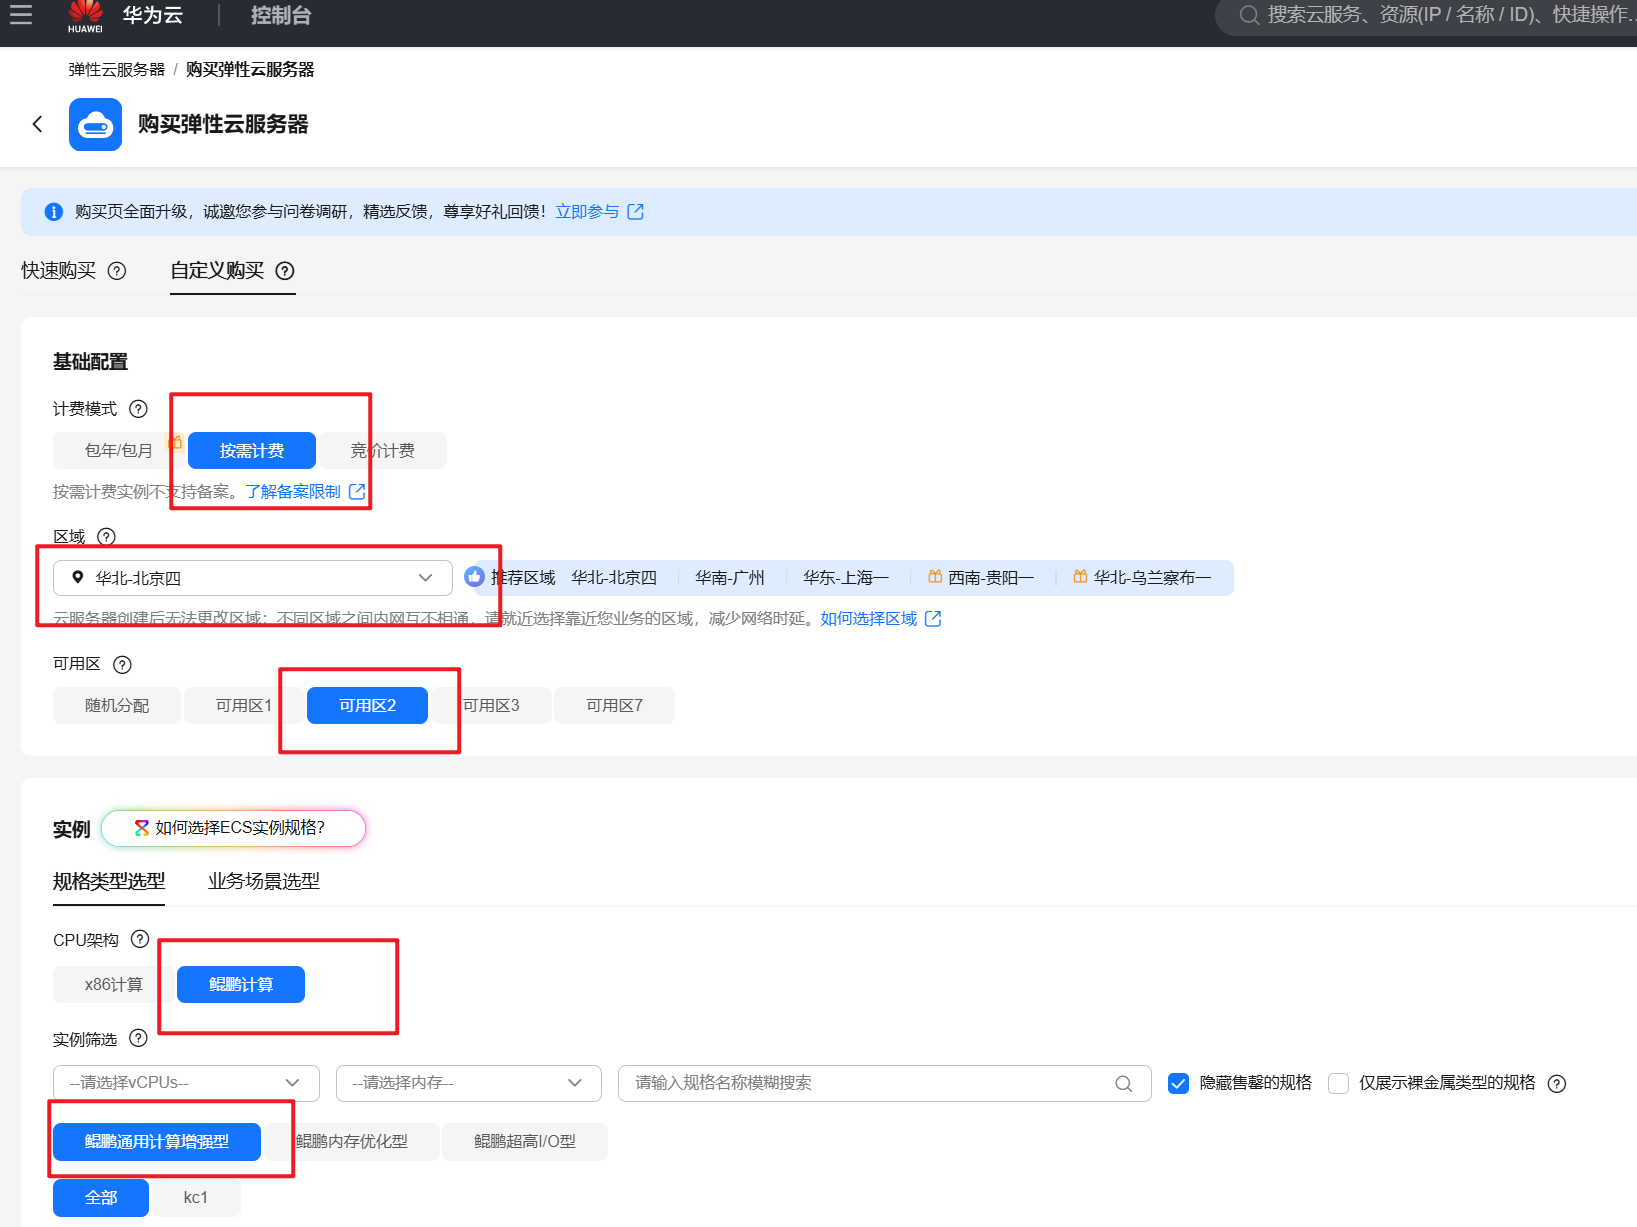 HUAWEI 华为云 控制台 搜索云服务、资源(IP / 名称 / ID)、快捷操作...
弹性云服务器 / 购买弹性云服务器
购买弹性云服务器
购买页全面升级，诚邀您参与问卷调研，精选反馈，尊享好礼回馈！立即参与
快速购买 自定义购买
基础配置
计费模式
包年/包月 按需计费 竞价计费
按需计费实例不支持备案。了解备案限制
区域
华北-北京四 推荐区域 华北-北京四 华南-广州 华东-上海一 西南-贵阳一 华北-乌兰察布一
云服务器创建后无法更改区域；不同区域之间内网互不相通，请就近选择靠近您业务的区域，减少网络时延。如何选择区域
可用区
随机分配 可用区1 可用区2 可用区3 可用区7
实例 如何选择ECS实例规格？
规格类型选型 业务场景选型
CPU架构
x86计算 鲲鹏计算
实例筛选
--请选择vCPUs-- --请选择内存-- 请输入规格名称模糊搜索 隐藏售罄的规格 仅展示裸金属类型的规格
鲲鹏通用计算增强型 鲲鹏内存优化型 鲲鹏超高I/O型
全部 kc1